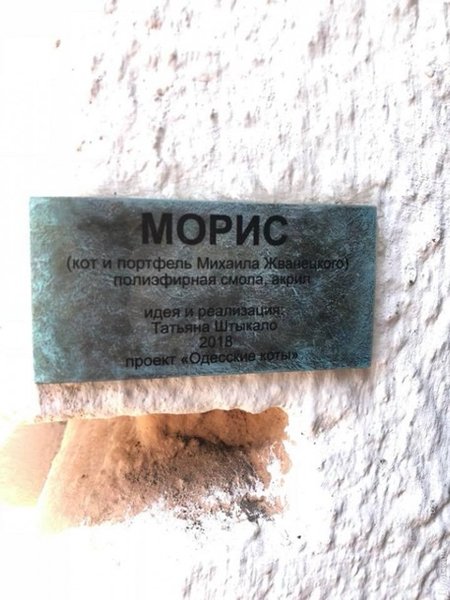 МОРИС
(кот и портфель Михаила Жванецкого)
полиэфирная смола, акрил
идея и реализация:
Татьяна Штыкало
2018
проект «Одесские коты»